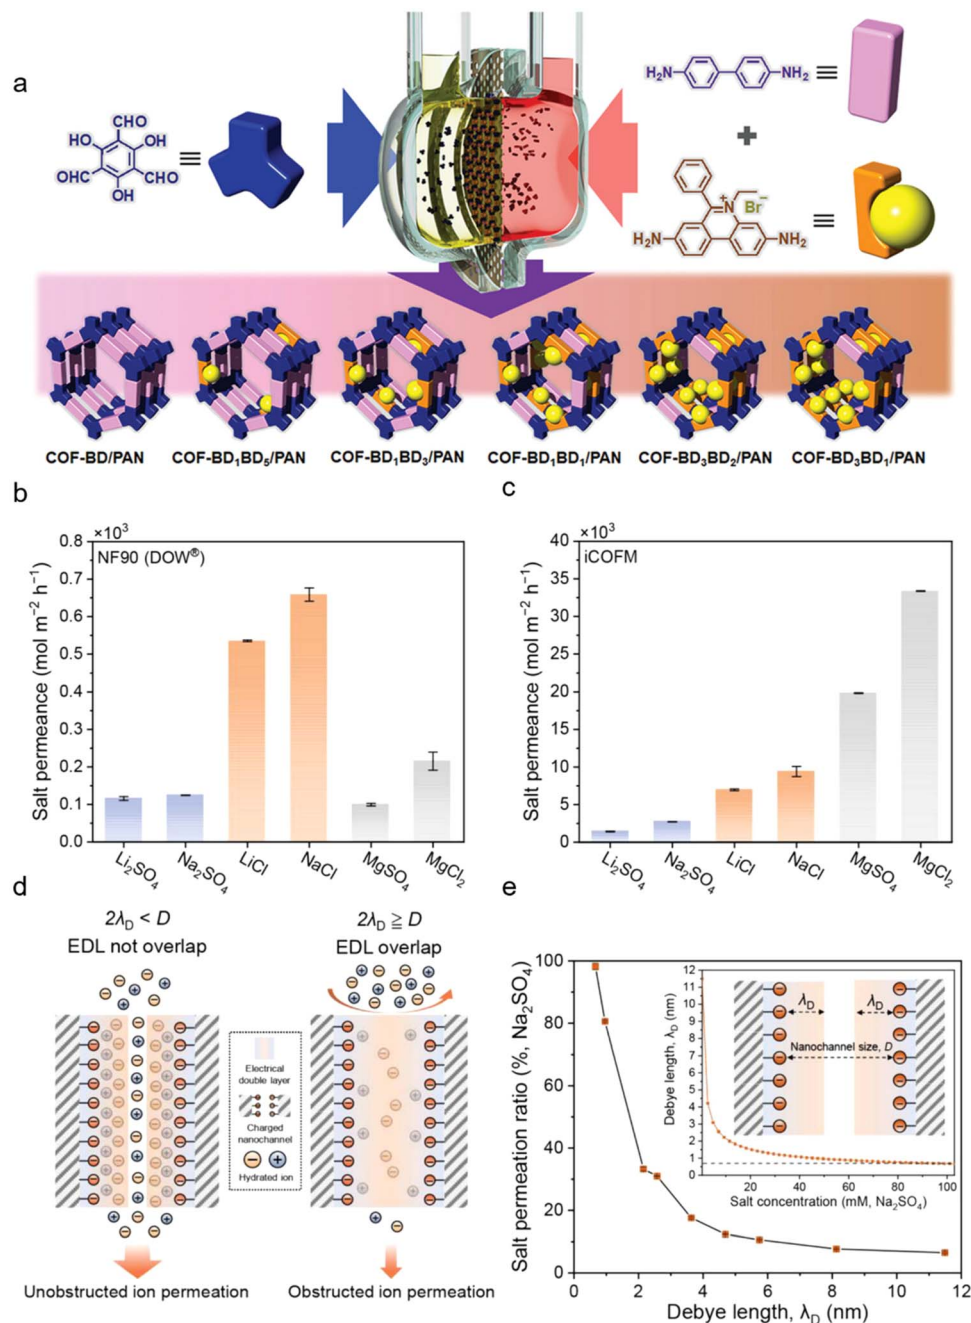 a
CHO
OH
HO
OHC
CHO
OH
≡
H₂N
NH₂
≡
+
N⁺
Br⁻
H₂N
NH₂
≡
COF-BD/PAN
COF-BD₁BD₅/PAN
COF-BD₁BD₃/PAN
COF-BD₁BD₁/PAN
COF-BD₃BD₂/PAN
COF-BD₃BD₁/PAN
b
×10³
NF90 (DOW®)
Salt permeance (mol m⁻² h⁻¹)
0.8
0.7
0.6
0.5
0.4
0.3
0.2
0.1
0.0
Li₂SO₄
Na₂SO₄
LiCl
NaCl
MgSO₄
MgCl₂
c
×10³
iCOFM
Salt permeance (mol m⁻² h⁻¹)
40
35
30
25
20
15
10
5
0
Li₂SO₄
Na₂SO₄
LiCl
NaCl
MgSO₄
MgCl₂
d
2λ_D < D
EDL not overlap
2λ_D ≧ D
EDL overlap
Electrical
double layer
Charged
nanochannel
Hydrated ion
Unobstructed ion permeation
Obstructed ion permeation
e
Salt permeation ratio (%, Na₂SO₄)
100
80
60
40
20
0
0 2 4 6 8 10 12
Debye length, λ_D (nm)
Debye length, λ_D (nm)
12
11
10
9
8
7
6
5
4
3
2
1
0
20 40 60 80 100
Salt concentration (mM, Na₂SO₄)
λ_D
λ_D
Nanochannel size, D